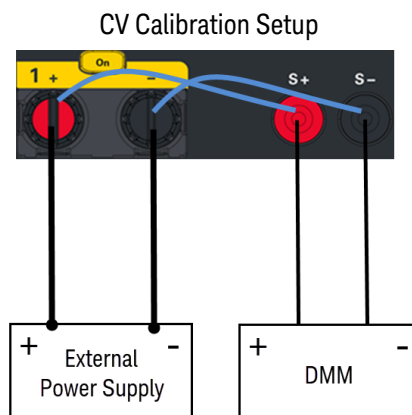 CV Calibration Setup
On
1 + - S+ S-
+ - + -
External
Power Supply
DMM